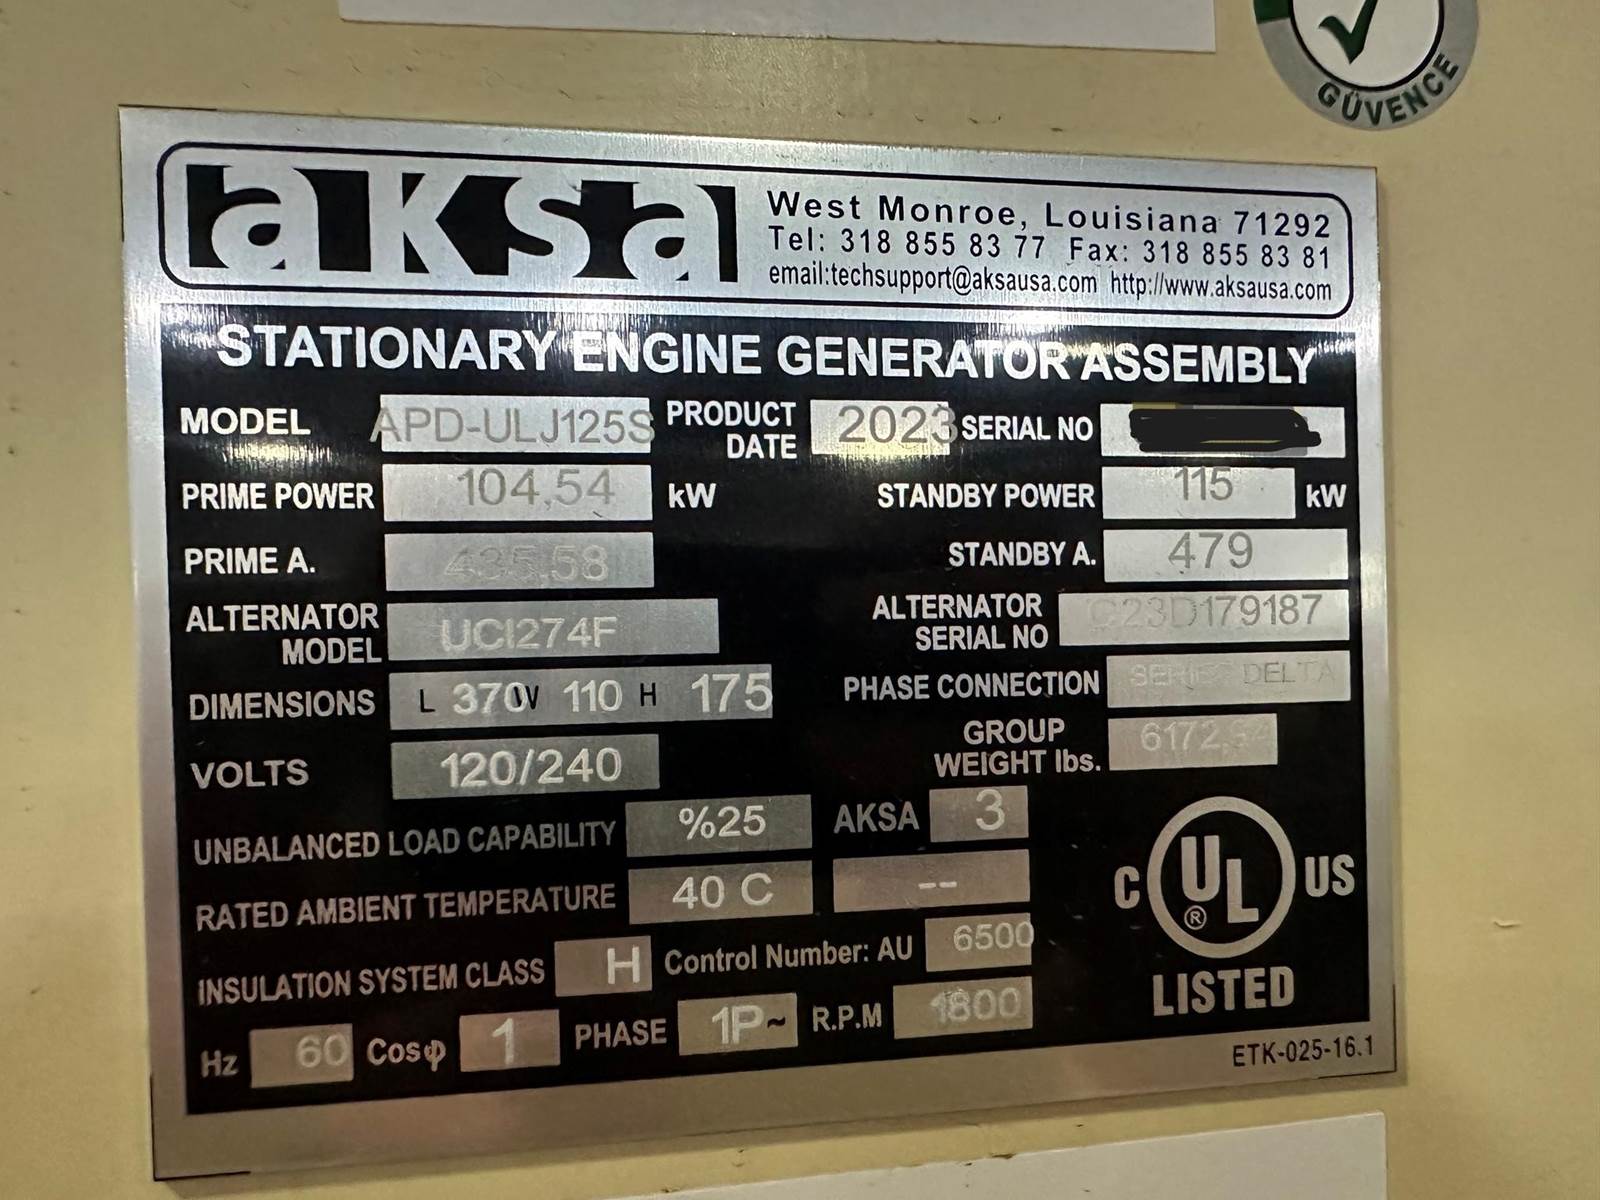 GÜVENCE
aksa
West Monroe, Louisiana 71292
Tel: 318 855 83 77 Fax: 318 855 83 81
email:techsupport@aksausa.com http://www.aksausa.com
STATIONARY ENGINE GENERATOR ASSEMBLY
MODEL APD-ULJ125S PRODUCT DATE 2023 SERIAL NO
PRIME POWER 104,54 kW STANDBY POWER 115 kW
PRIME A. 435,58 STANDBY A. 479
ALTERNATOR MODEL UCI274F ALTERNATOR SERIAL NO C23D179187
DIMENSIONS L 370 W 110 H 175 PHASE CONNECTION SERIES DELTA
VOLTS 120/240 GROUP WEIGHT lbs.
UNBALANCED LOAD CAPABILITY %25 AKSA 3
RATED AMBIENT TEMPERATURE 40 C --
INSULATION SYSTEM CLASS H Control Number: AU 6500
Hz 60 Cosφ 1 PHASE 1P~ R.P.M 1800
C UL ® US
LISTED
ETK-025-16.1